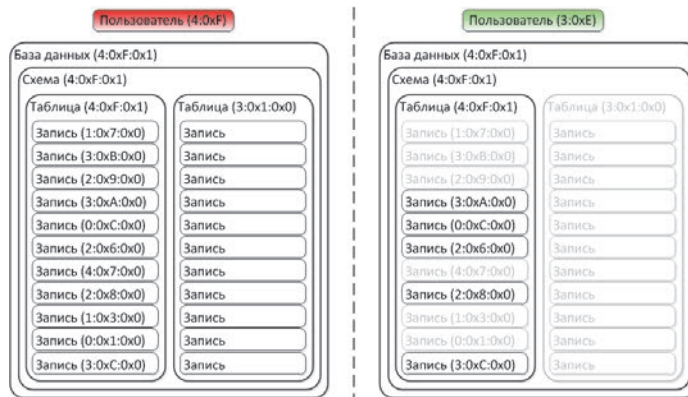 Пользователь (4:0xF)
База данных (4:0xF:0x1)
Схема (4:0xF:0x1)
Таблица (4:0xF:0x1)
Запись (1:0x7:0x0)
Запись (3:0xB:0x0)
Запись (2:0x9:0x0)
Запись (3:0xA:0x0)
Запись (0:0xC:0x0)
Запись (2:0x6:0x0)
Запись (4:0x7:0x0)
Запись (2:0x8:0x0)
Запись (1:0x3:0x0)
Запись (0:0x1:0x0)
Запись (3:0xC:0x0)
Таблица (3:0x1:0x0)
Запись
Запись
Запись
Запись
Запись
Запись
Запись
Запись
Запись
Запись
Запись
Пользователь (3:0xE)
База данных (4:0xF:0x1)
Схема (4:0xF:0x1)
Таблица (4:0xF:0x1)
Запись (1:0x7:0x0)
Запись (3:0xB:0x0)
Запись (2:0x9:0x0)
Запись (3:0xA:0x0)
Запись (0:0xC:0x0)
Запись (2:0x6:0x0)
Запись (4:0x7:0x0)
Запись (2:0x8:0x0)
Запись (1:0x3:0x0)
Запись (0:0x1:0x0)
Запись (3:0xC:0x0)
Таблица (3:0x1:0x0)
Запись
Запись
Запись
Запись
Запись
Запись
Запись
Запись
Запись
Запись
Запись